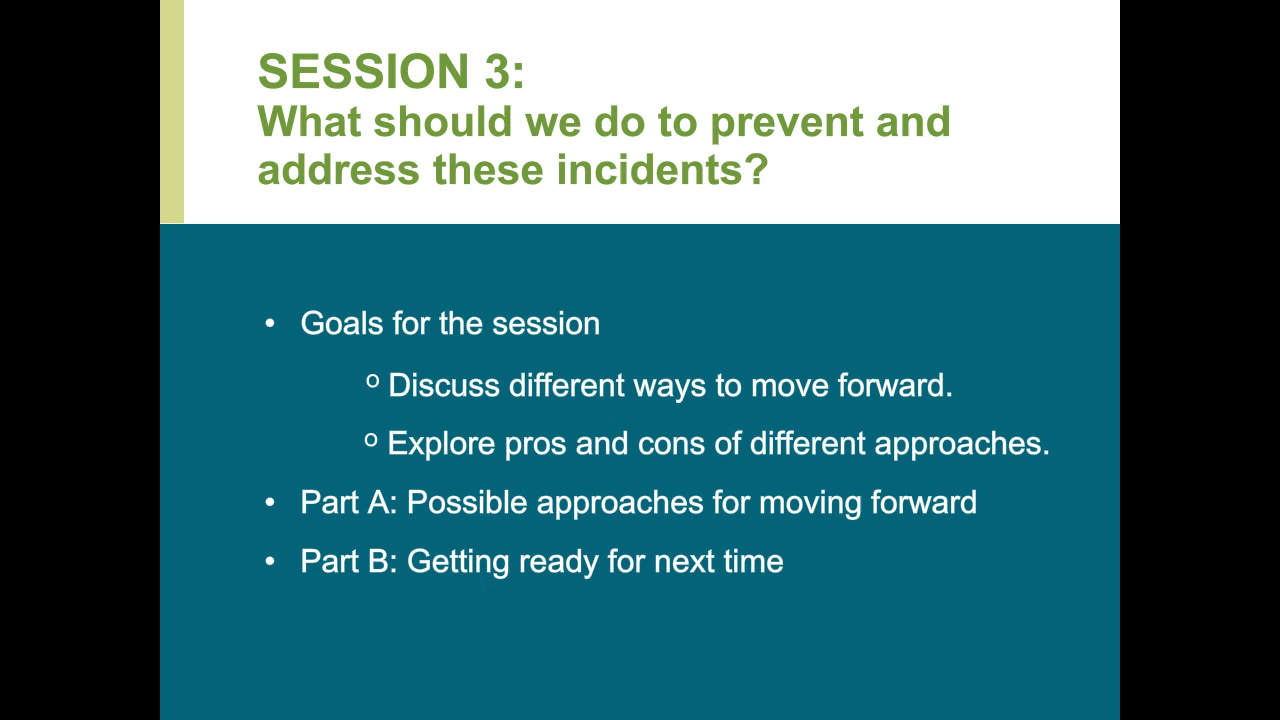 SESSION 3:
What should we do to prevent and
address these incidents?
• Goals for the session
o Discuss different ways to move forward.
o Explore pros and cons of different approaches.
• Part A: Possible approaches for moving forward
• Part B: Getting ready for next time